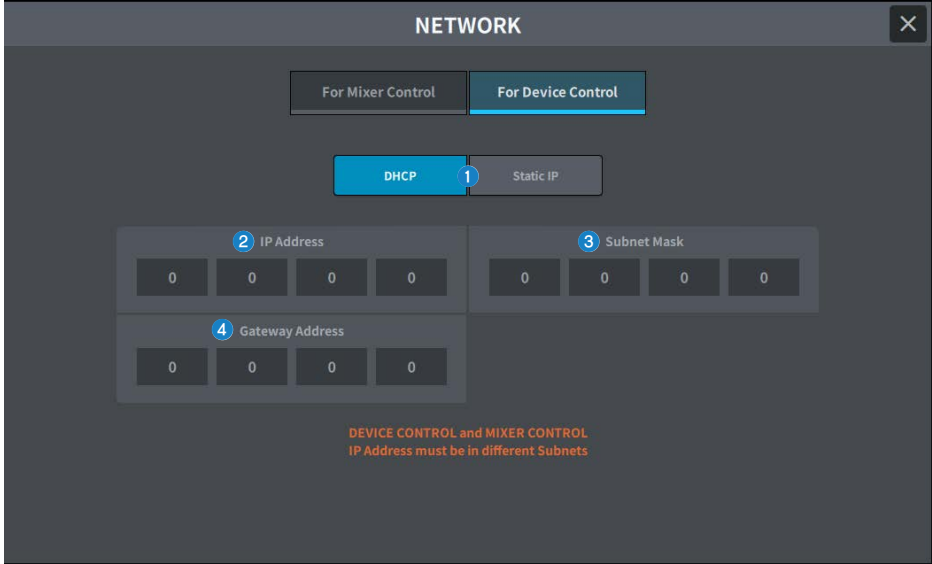 NETWORK
For Mixer Control For Device Control
DHCP 1 Static IP
2 IP Address 3 Subnet Mask
0 0 0 0 0 0 0 0
4 Gateway Address
0 0 0 0
DEVICE CONTROL and MIXER CONTROL
IP Address must be in different Subnets